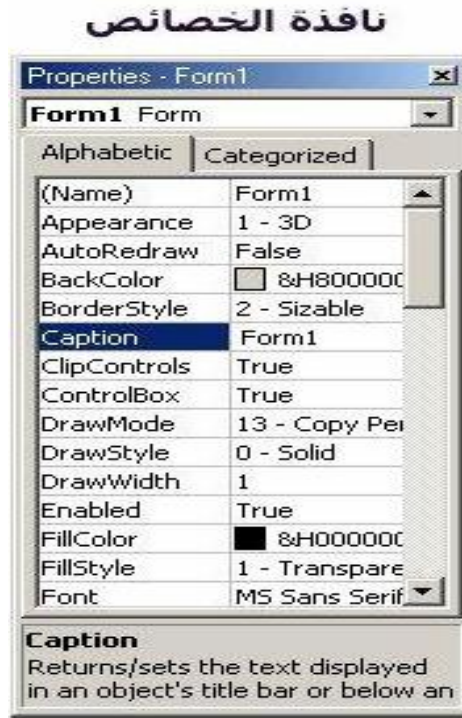 نافذة الخصائص
Properties - Form1
Form1 Form
Alphabetic Categorized
(Name) Form1
Appearance 1 - 3D
AutoRedraw False
BackColor &H800000
BorderStyle 2 - Sizable
Caption Form1
ClipControls True
ControlBox True
DrawMode 13 - Copy Pe
DrawStyle 0 - Solid
DrawWidth 1
Enabled True
FillColor &H000000
FillStyle 1 - Transpare
Font MS Sans Serif
Caption
Returns/sets the text displayed
in an object's title bar or below an